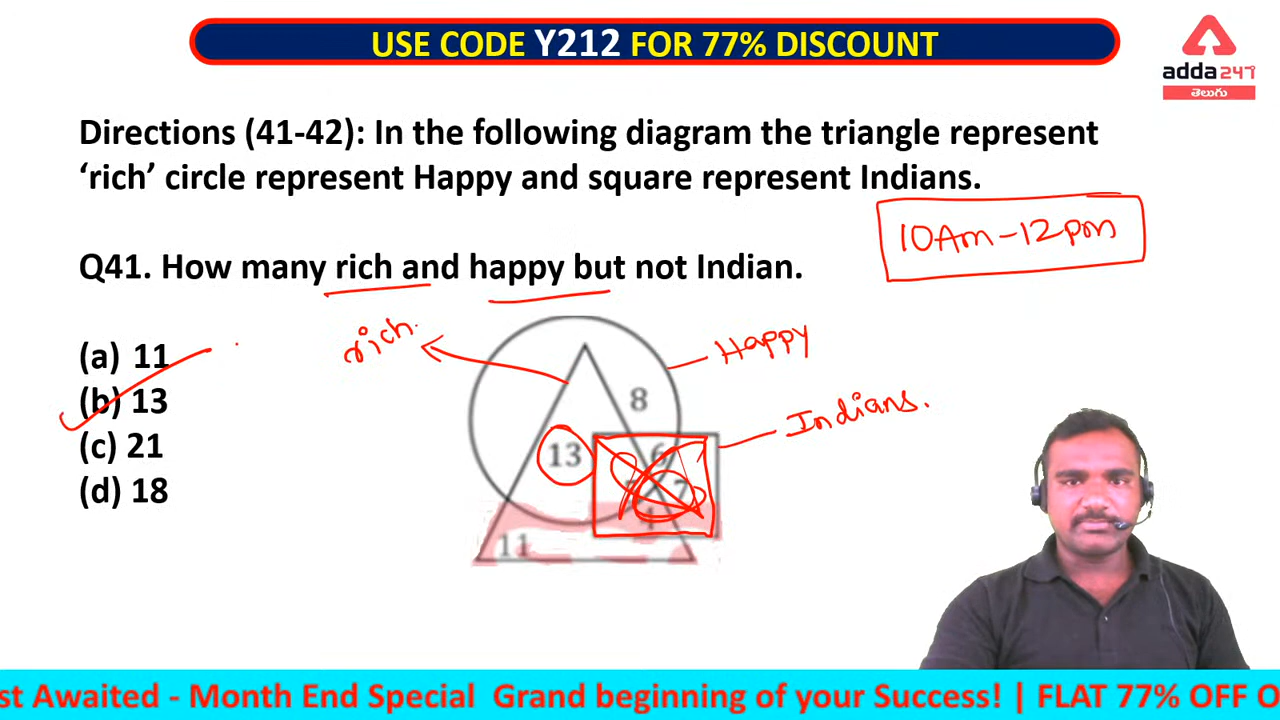 USE CODE Y212 FOR 77% DISCOUNT
adda247
తెలుగు
Directions (41-42): In the following diagram the triangle represent
‘rich’ circle represent Happy and square represent Indians.
10Am-12pm
Q41. How many rich and happy but not Indian.
(a) 11
(b) 13
(c) 21
(d) 18
rich.
Happy
8
Indians.
13
6
7
4
11
st Awaited - Month End Special Grand beginning of your Success! | FLAT 77% OFF O